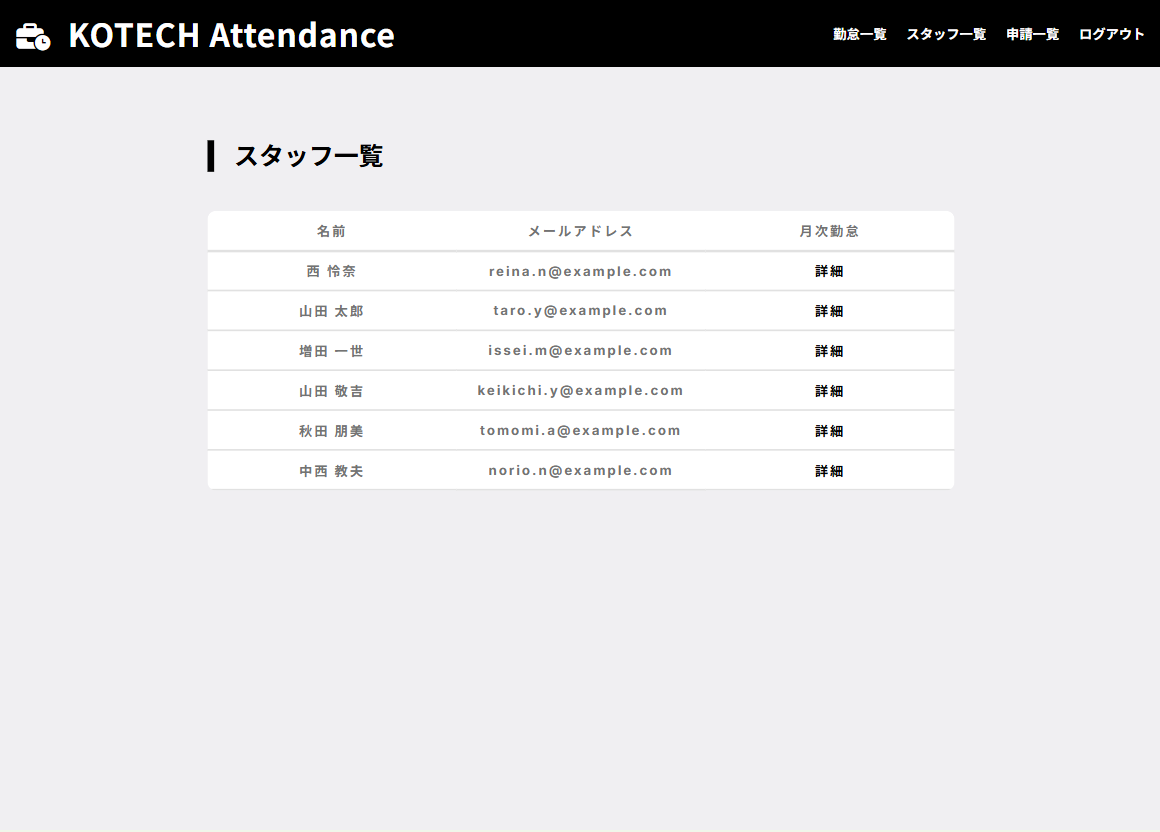 KOTECH Attendance 勤怠一覧 スタッフ一覧 申請一覧 ログアウト
スタッフ一覧
名前 メールアドレス 月次勤怠
西 怜奈 reina.n@example.com 詳細
山田 太郎 taro.y@example.com 詳細
増田 一世 issei.m@example.com 詳細
山田 敬吉 keikichi.y@example.com 詳細
秋田 朋美 tomomi.a@example.com 詳細
中西 教夫 norio.n@example.com 詳細